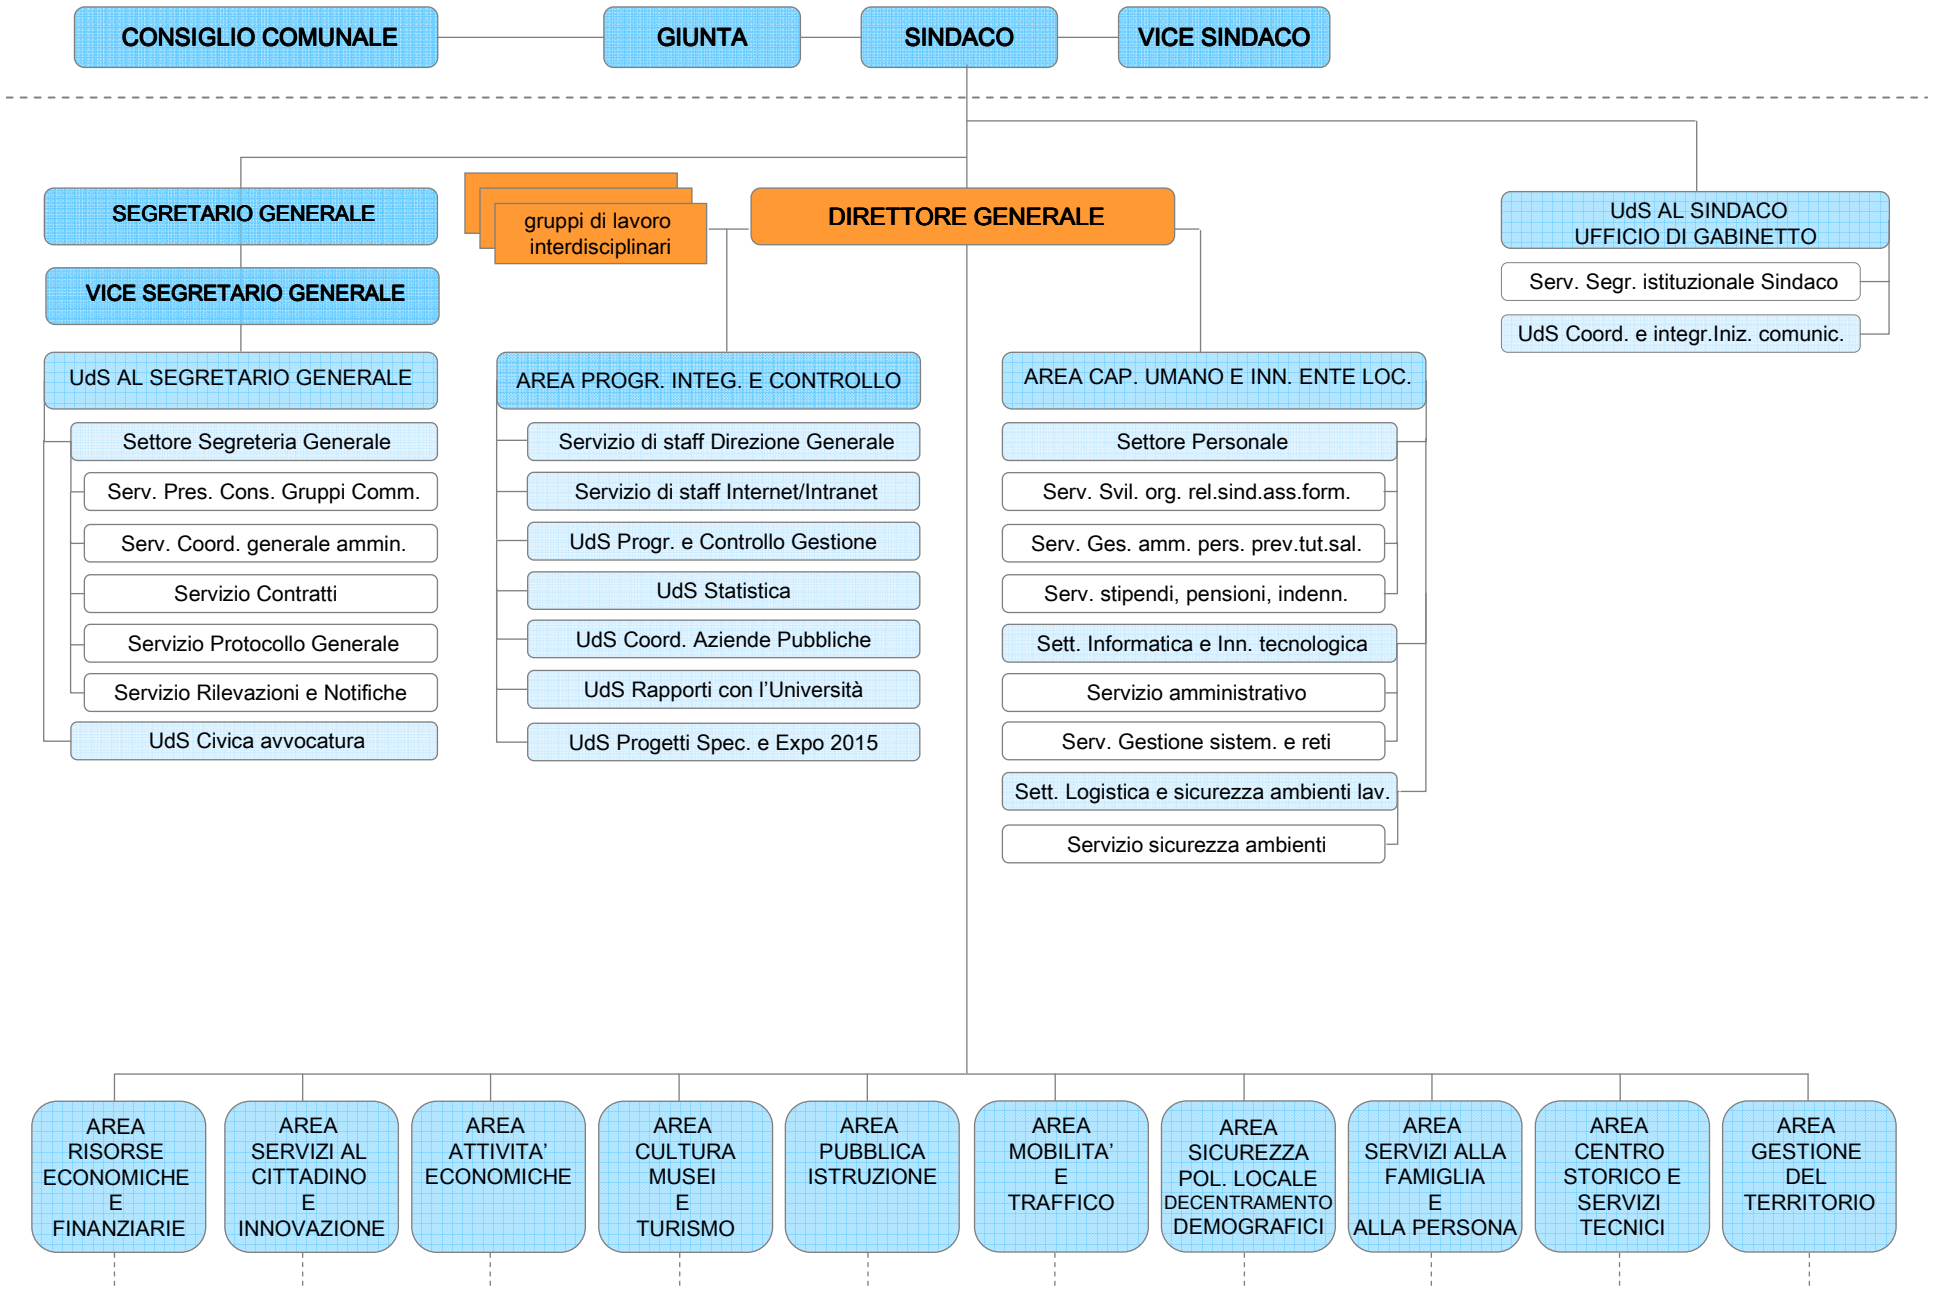 CONSIGLIO COMUNALE
GIUNTA
SINDACO
VICE SINDACO
SEGRETARIO GENERALE
VICE SEGRETARIO GENERALE
UdS AL SEGRETARIO GENERALE
Settore Segreteria Generale
Serv. Pres. Cons. Gruppi Comm.
Serv. Coord. generale ammin.
Servizio Contratti
Servizio Protocollo Generale
Servizio Rilevazioni e Notifiche
UdS Civica avvocatura
gruppi di lavoro
interdisciplinari
DIRETTORE GENERALE
AREA PROGR. INTEG. E CONTROLLO
Servizio di staff Direzione Generale
Servizio di staff Internet/Intranet
UdS Progr. e Controllo Gestione
UdS Statistica
UdS Coord. Aziende Pubbliche
UdS Rapporti con l’Università
UdS Progetti Spec. e Expo 2015
AREA CAP. UMANO E INN. ENTE LOC.
Settore Personale
Serv. Svil. org. rel.sind.ass.form.
Serv. Ges. amm. pers. prev.tut.sal.
Serv. stipendi, pensioni, indenn.
Sett. Informatica e Inn. tecnologica
Servizio amministrativo
Serv. Gestione sistem. e reti
Sett. Logistica e sicurezza ambienti lav.
Servizio sicurezza ambienti
UdS AL SINDACO
UFFICIO DI GABINETTO
Serv. Segr. istituzionale Sindaco
UdS Coord. e integr.Iniz. comunic.
AREA
RISORSE
ECONOMICHE
E
FINANZIARIE
AREA
SERVIZI AL
CITTADINO
E
INNOVAZIONE
AREA
ATTIVITA’
ECONOMICHE
AREA
CULTURA
MUSEI
E
TURISMO
AREA
PUBBLICA
ISTRUZIONE
AREA
MOBILITA’
E
TRAFFICO
AREA
SICUREZZA
POL. LOCALE
DECENTRAMENTO
DEMOGRAFICI
AREA
SERVIZI ALLA
FAMIGLIA
E
ALLA PERSONA
AREA
CENTRO
STORICO E
SERVIZI
TECNICI
AREA
GESTIONE
DEL
TERRITORIO